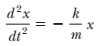 d²x/dt² = − k/m x